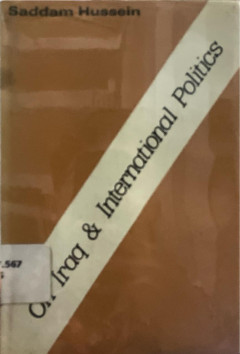 Saddam Hussein
On Iraq & International Politics
.567